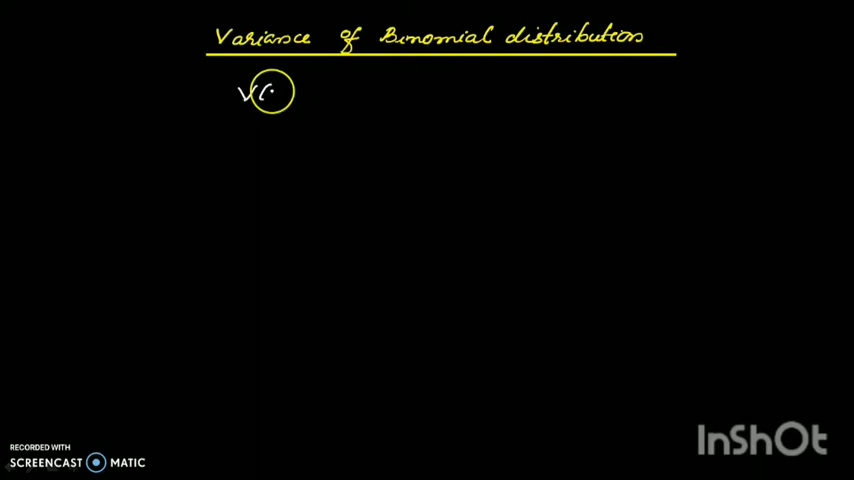 Variance of Binomial distribution
V(
RECORDED WITH
SCREENCAST MATIC
InShOt